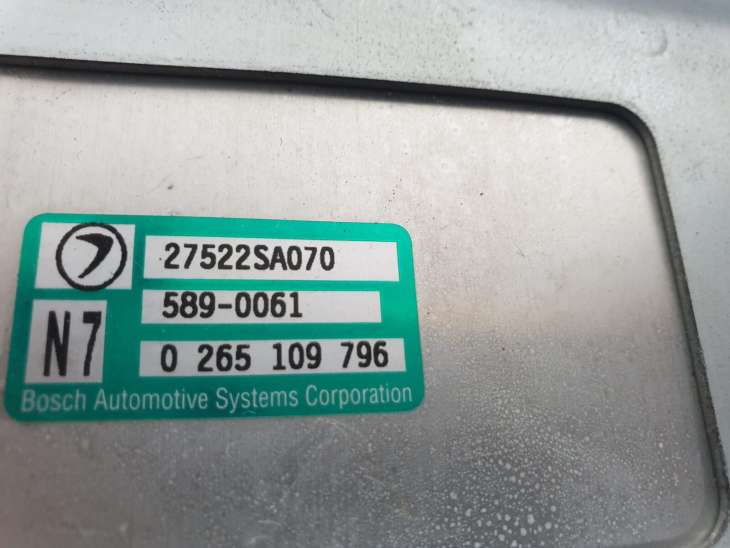 27522SA070
589-0061
N7
0 265 109 796
Bosch Automotive Systems Corporation